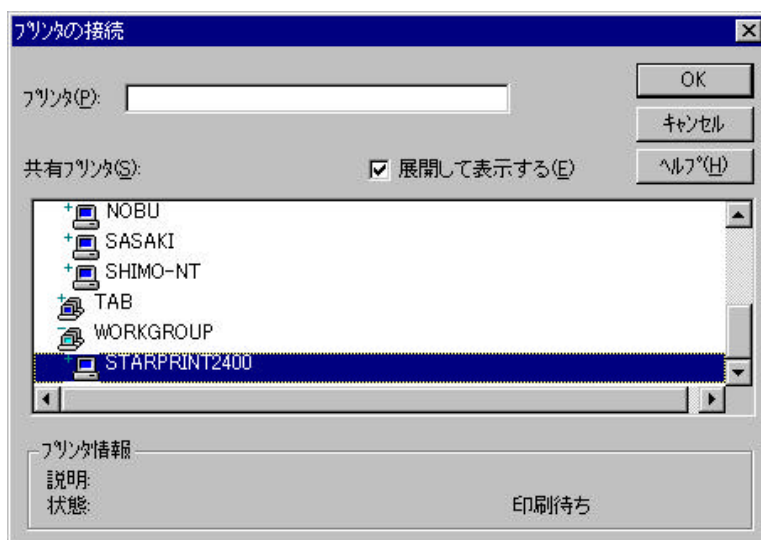 プリンタの接続
プリンタ(P):
OK
キャンセル
共有プリンタ(S):
展開して表示する(E)
ヘルプ(H)
NOBU
SASAKI
SHIMO-NT
TAB
WORKGROUP
STARPRINT2400
プリンタ情報
説明:
状態:
印刷待ち